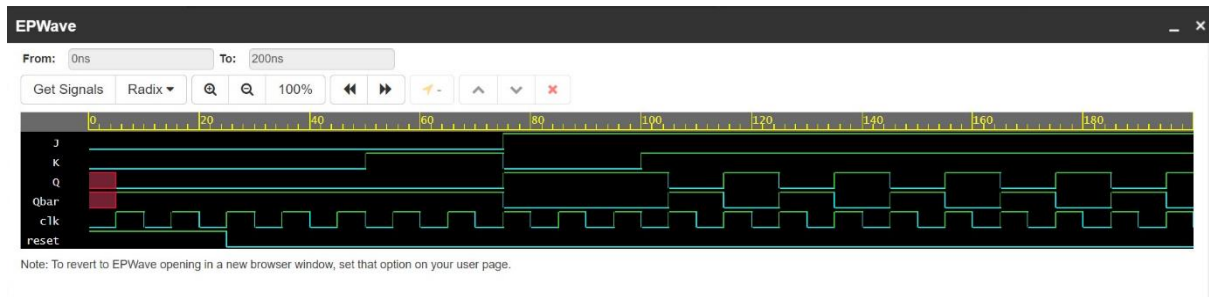 EPWave
From: 0ns To: 200ns
Get Signals Radix 100% -
0 20 40 60 80 100 120 140 160 180
J
K
Q
Qbar
clk
reset
Note: To revert to EPWave opening in a new browser window, set that option on your user page.